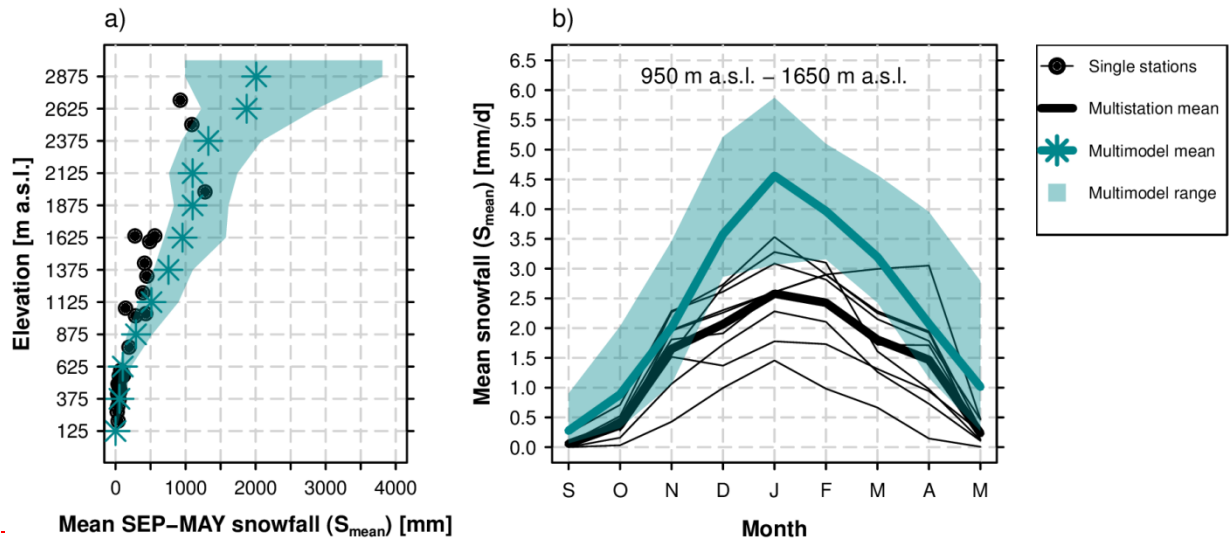 a)
Elevation [m a.s.l.]
2875
2625
2375
2125
1875
1625
1375
1125
875
625
375
125
0 1000 2000 3000 4000
Mean SEP−MAY snowfall (Smean) [mm]
b)
950 m a.s.l. − 1650 m a.s.l.
Mean snowfall (Smean) [mm/d]
6.5
6.0
5.5
5.0
4.5
4.0
3.5
3.0
2.5
2.0
1.5
1.0
0.5
0.0
S O N D J F M A M
Month
Single stations
Multistation mean
Multimodel mean
Multimodel range